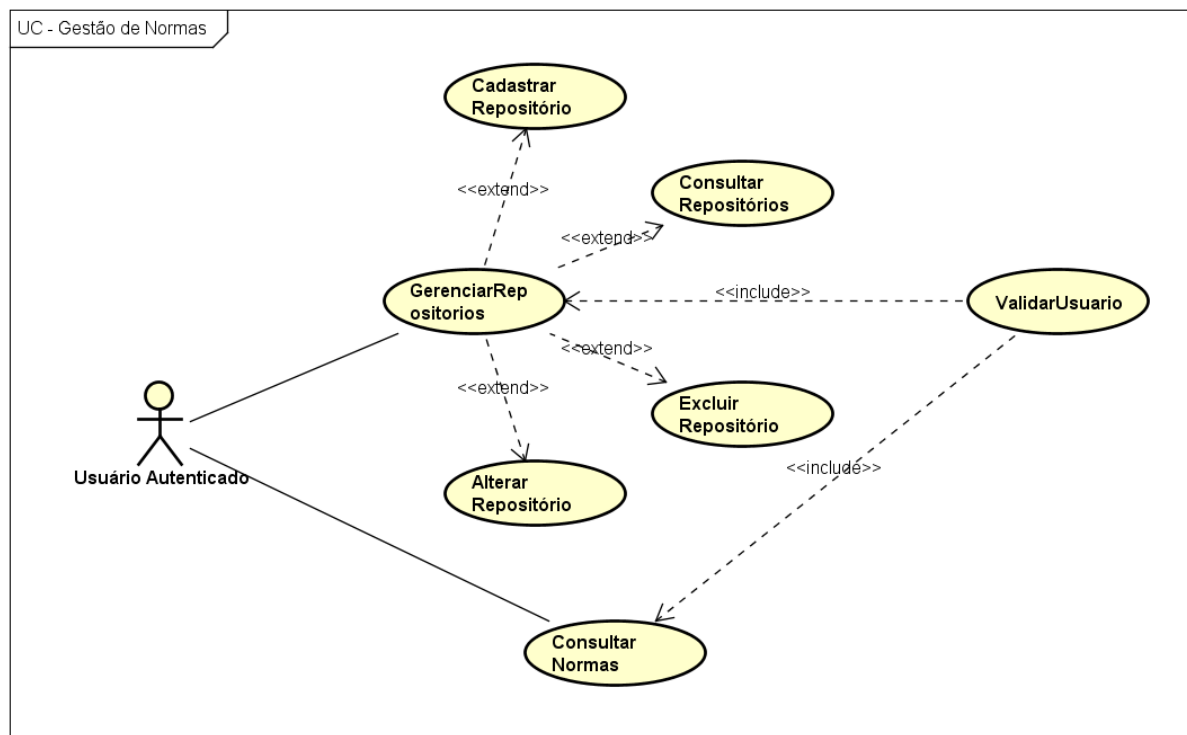 UC - Gestão de Normas
Cadastrar
Repositório
<<extend>>
Consultar
Repositórios
<<extend>>
GerenciarRep
ositorios
<<include>>
ValidarUsuario
<<extend>>
<<extend>>
Excluir
Repositório
Usuário Autenticado
Alterar
Repositório
<<include>>
Consultar
Normas